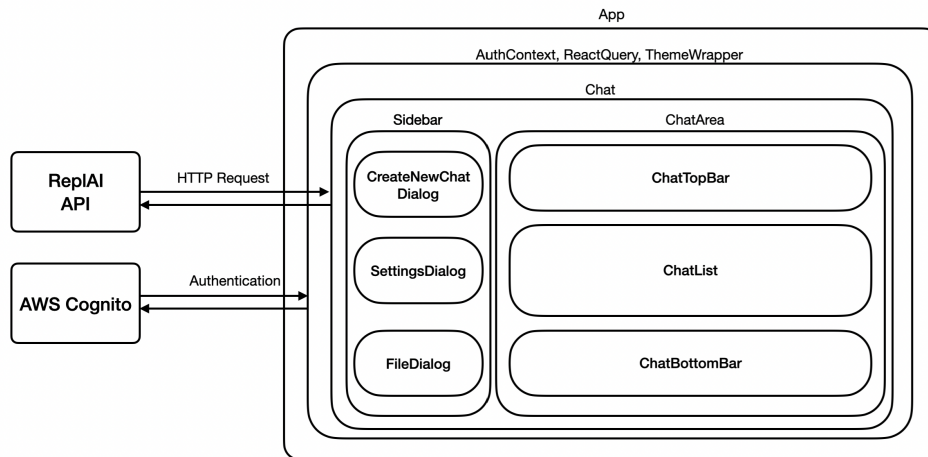 App
AuthContext, ReactQuery, ThemeWrapper
Chat
Sidebar
ChatArea
ReplAI
API
HTTP Request
CreateNewChat
Dialog
ChatTopBar
AWS Cognito
Authentication
SettingsDialog
ChatList
FileDialog
ChatBottomBar